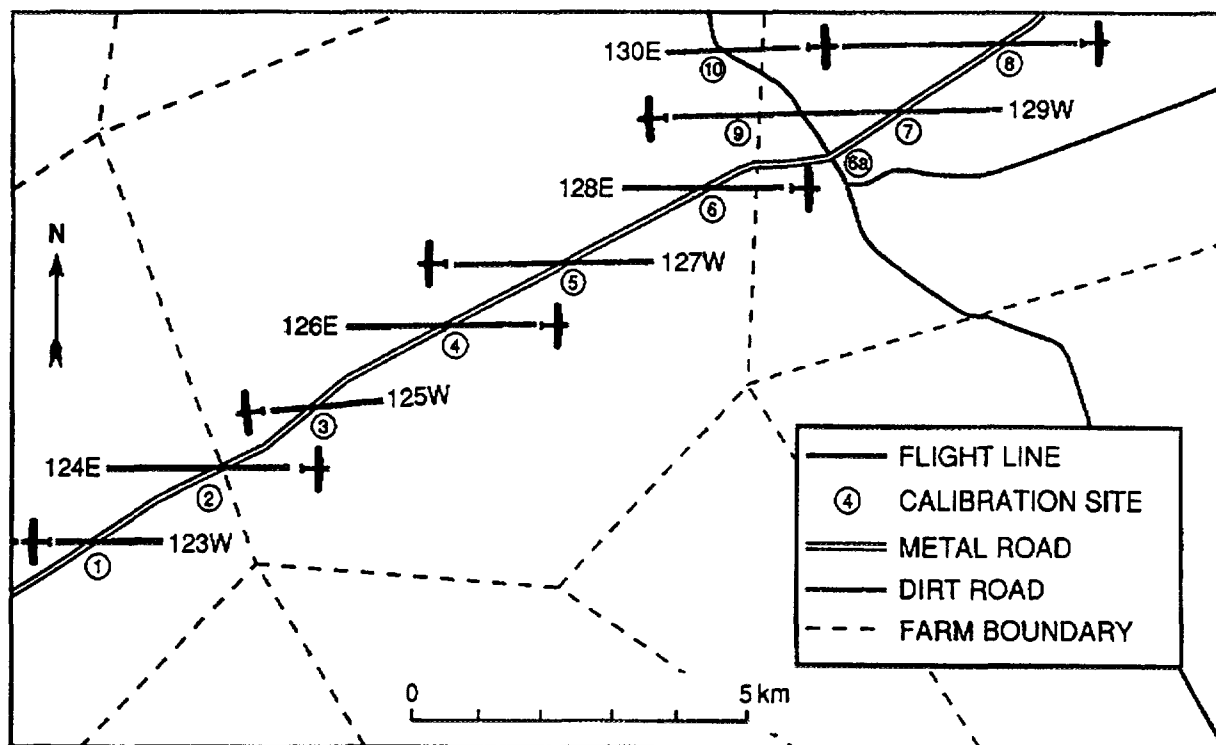 130E
10
8
9
7
129W
6a
128E
6
N
127W
5
126E
4
125W
3
124E
2
123W
1
FLIGHT LINE
4 CALIBRATION SITE
METAL ROAD
DIRT ROAD
FARM BOUNDARY
0 5 km